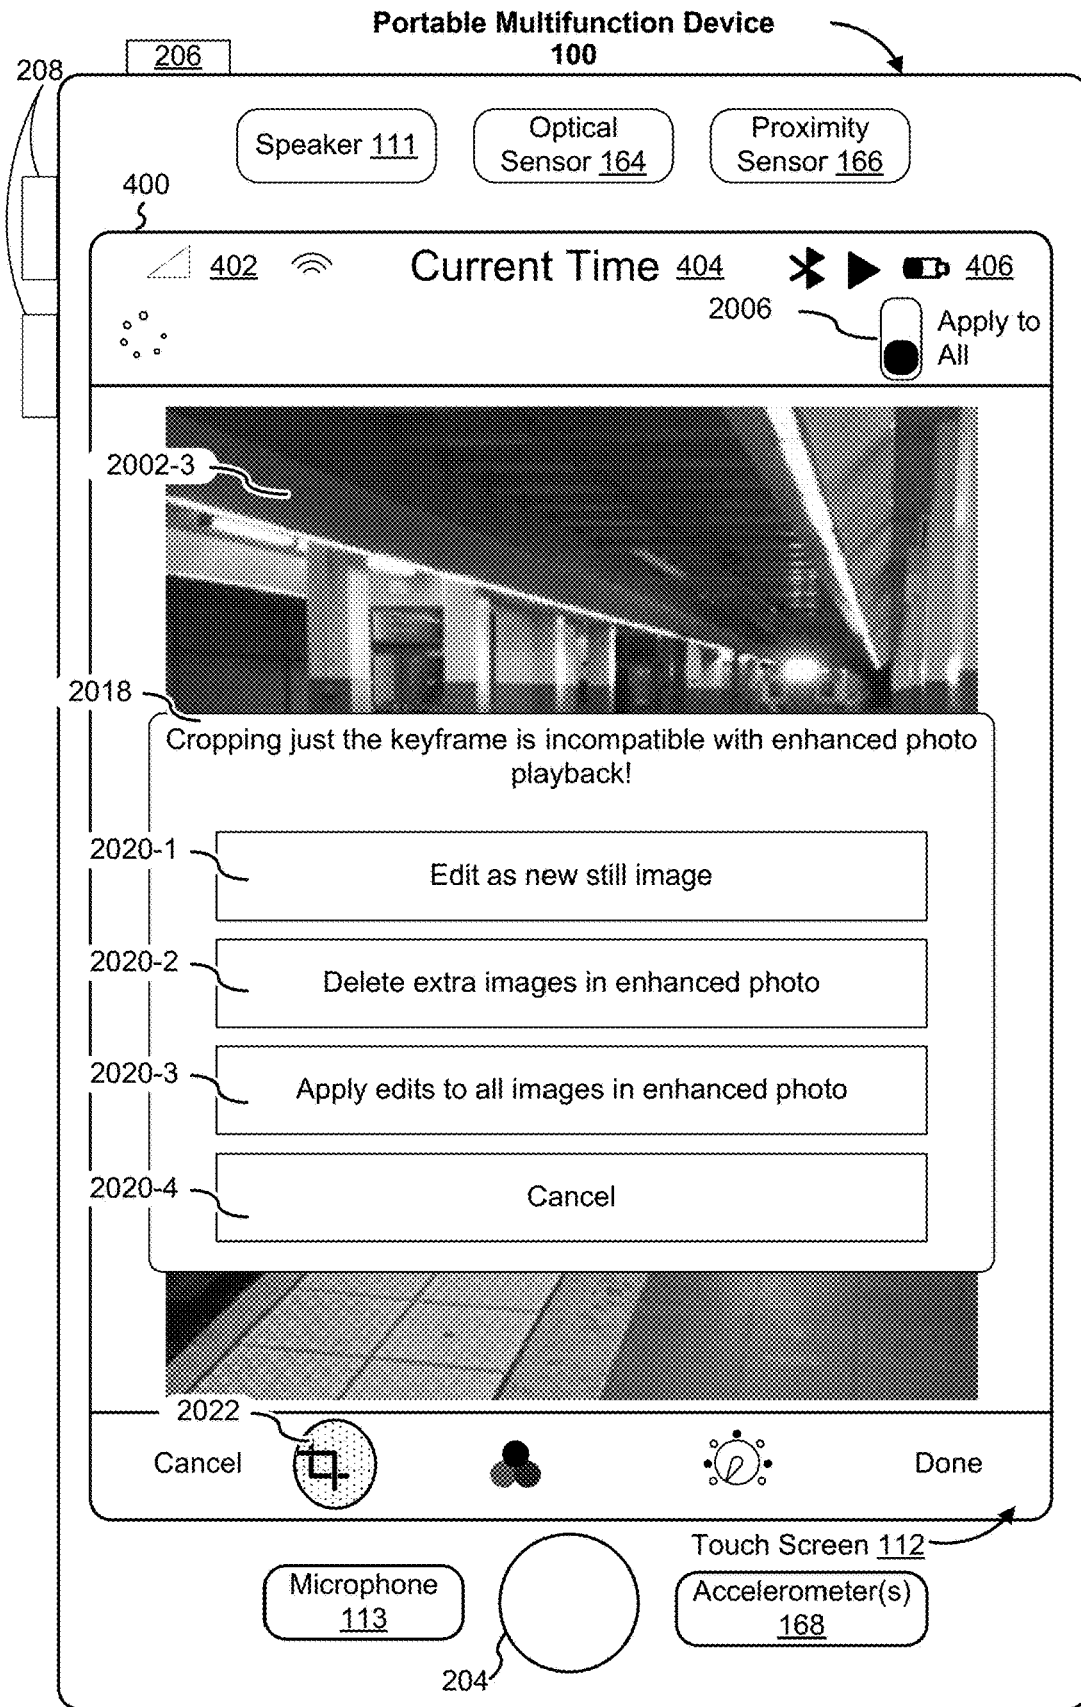 Portable Multifunction Device
100
206
208
Speaker 111
Optical
Sensor 164
Proximity
Sensor 166
400
402
Current Time 404
406
2006
Apply to
All
2002-3
2018
Cropping just the keyframe is incompatible with enhanced photo
playback!
2020-1
Edit as new still image
2020-2
Delete extra images in enhanced photo
2020-3
Apply edits to all images in enhanced photo
2020-4
Cancel
2022
Cancel
Done
Touch Screen 112
Microphone
113
Accelerometer(s)
168
204